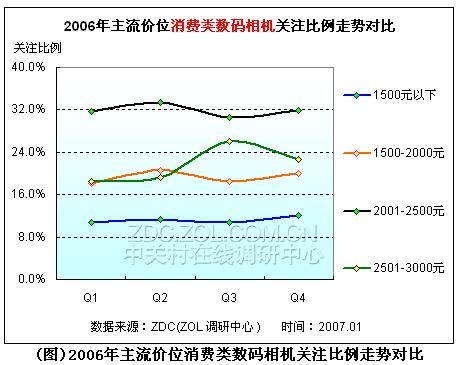 2006年主流价位消费类数码相机关注比例走势对比
关注比例
40.0%
32.0%
24.0%
16.0%
8.0%
0.0%
Q1 Q2 Q3 Q4
1500元以下
1500-2000元
2001-2500元
2501-3000元
ZDC.ZOL.COM.CN
中关村在线调研中心
数据来源：ZDC(ZOL调研中心） 时间：2007.01
(图)2006年主流价位消费类数码相机关注比例走势对比